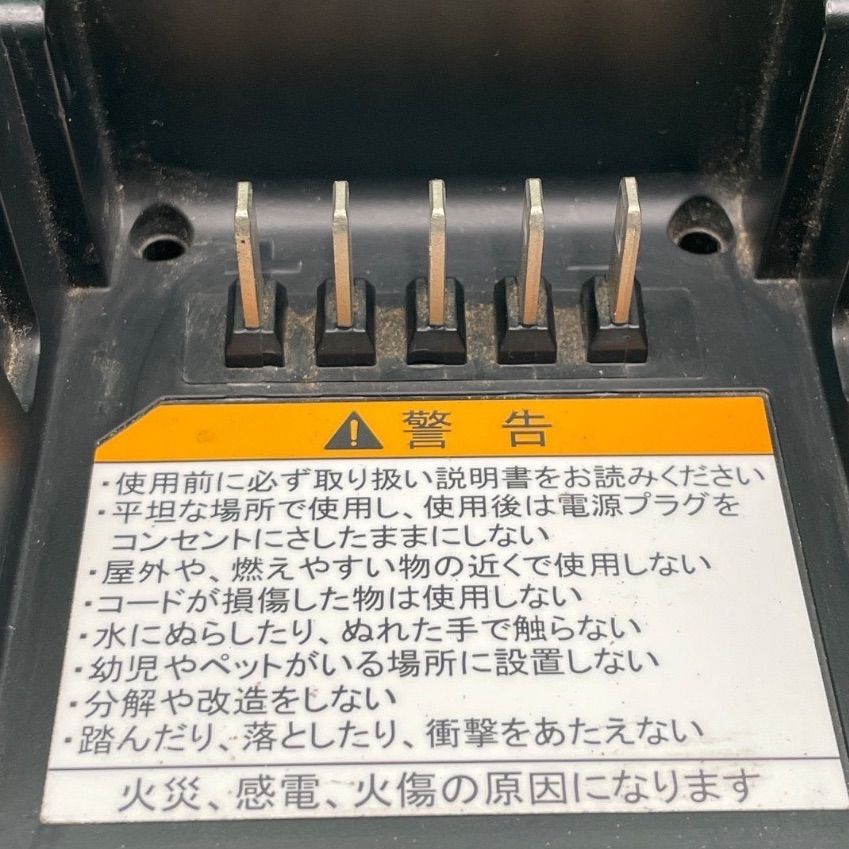 + −
⚠ 警告
・使用前に必ず取り扱い説明書をお読みください
・平坦な場所で使用し、使用後は電源プラグを
コンセントにさしたままにしない
・屋外や、燃えやすい物の近くで使用しない
・コードが損傷した物は使用しない
・水にぬらしたり、ぬれた手で触らない
・幼児やペットがいる場所に設置しない
・分解や改造をしない
・踏んだり、落としたり、衝撃をあたえない
火災、感電、火傷の原因になります